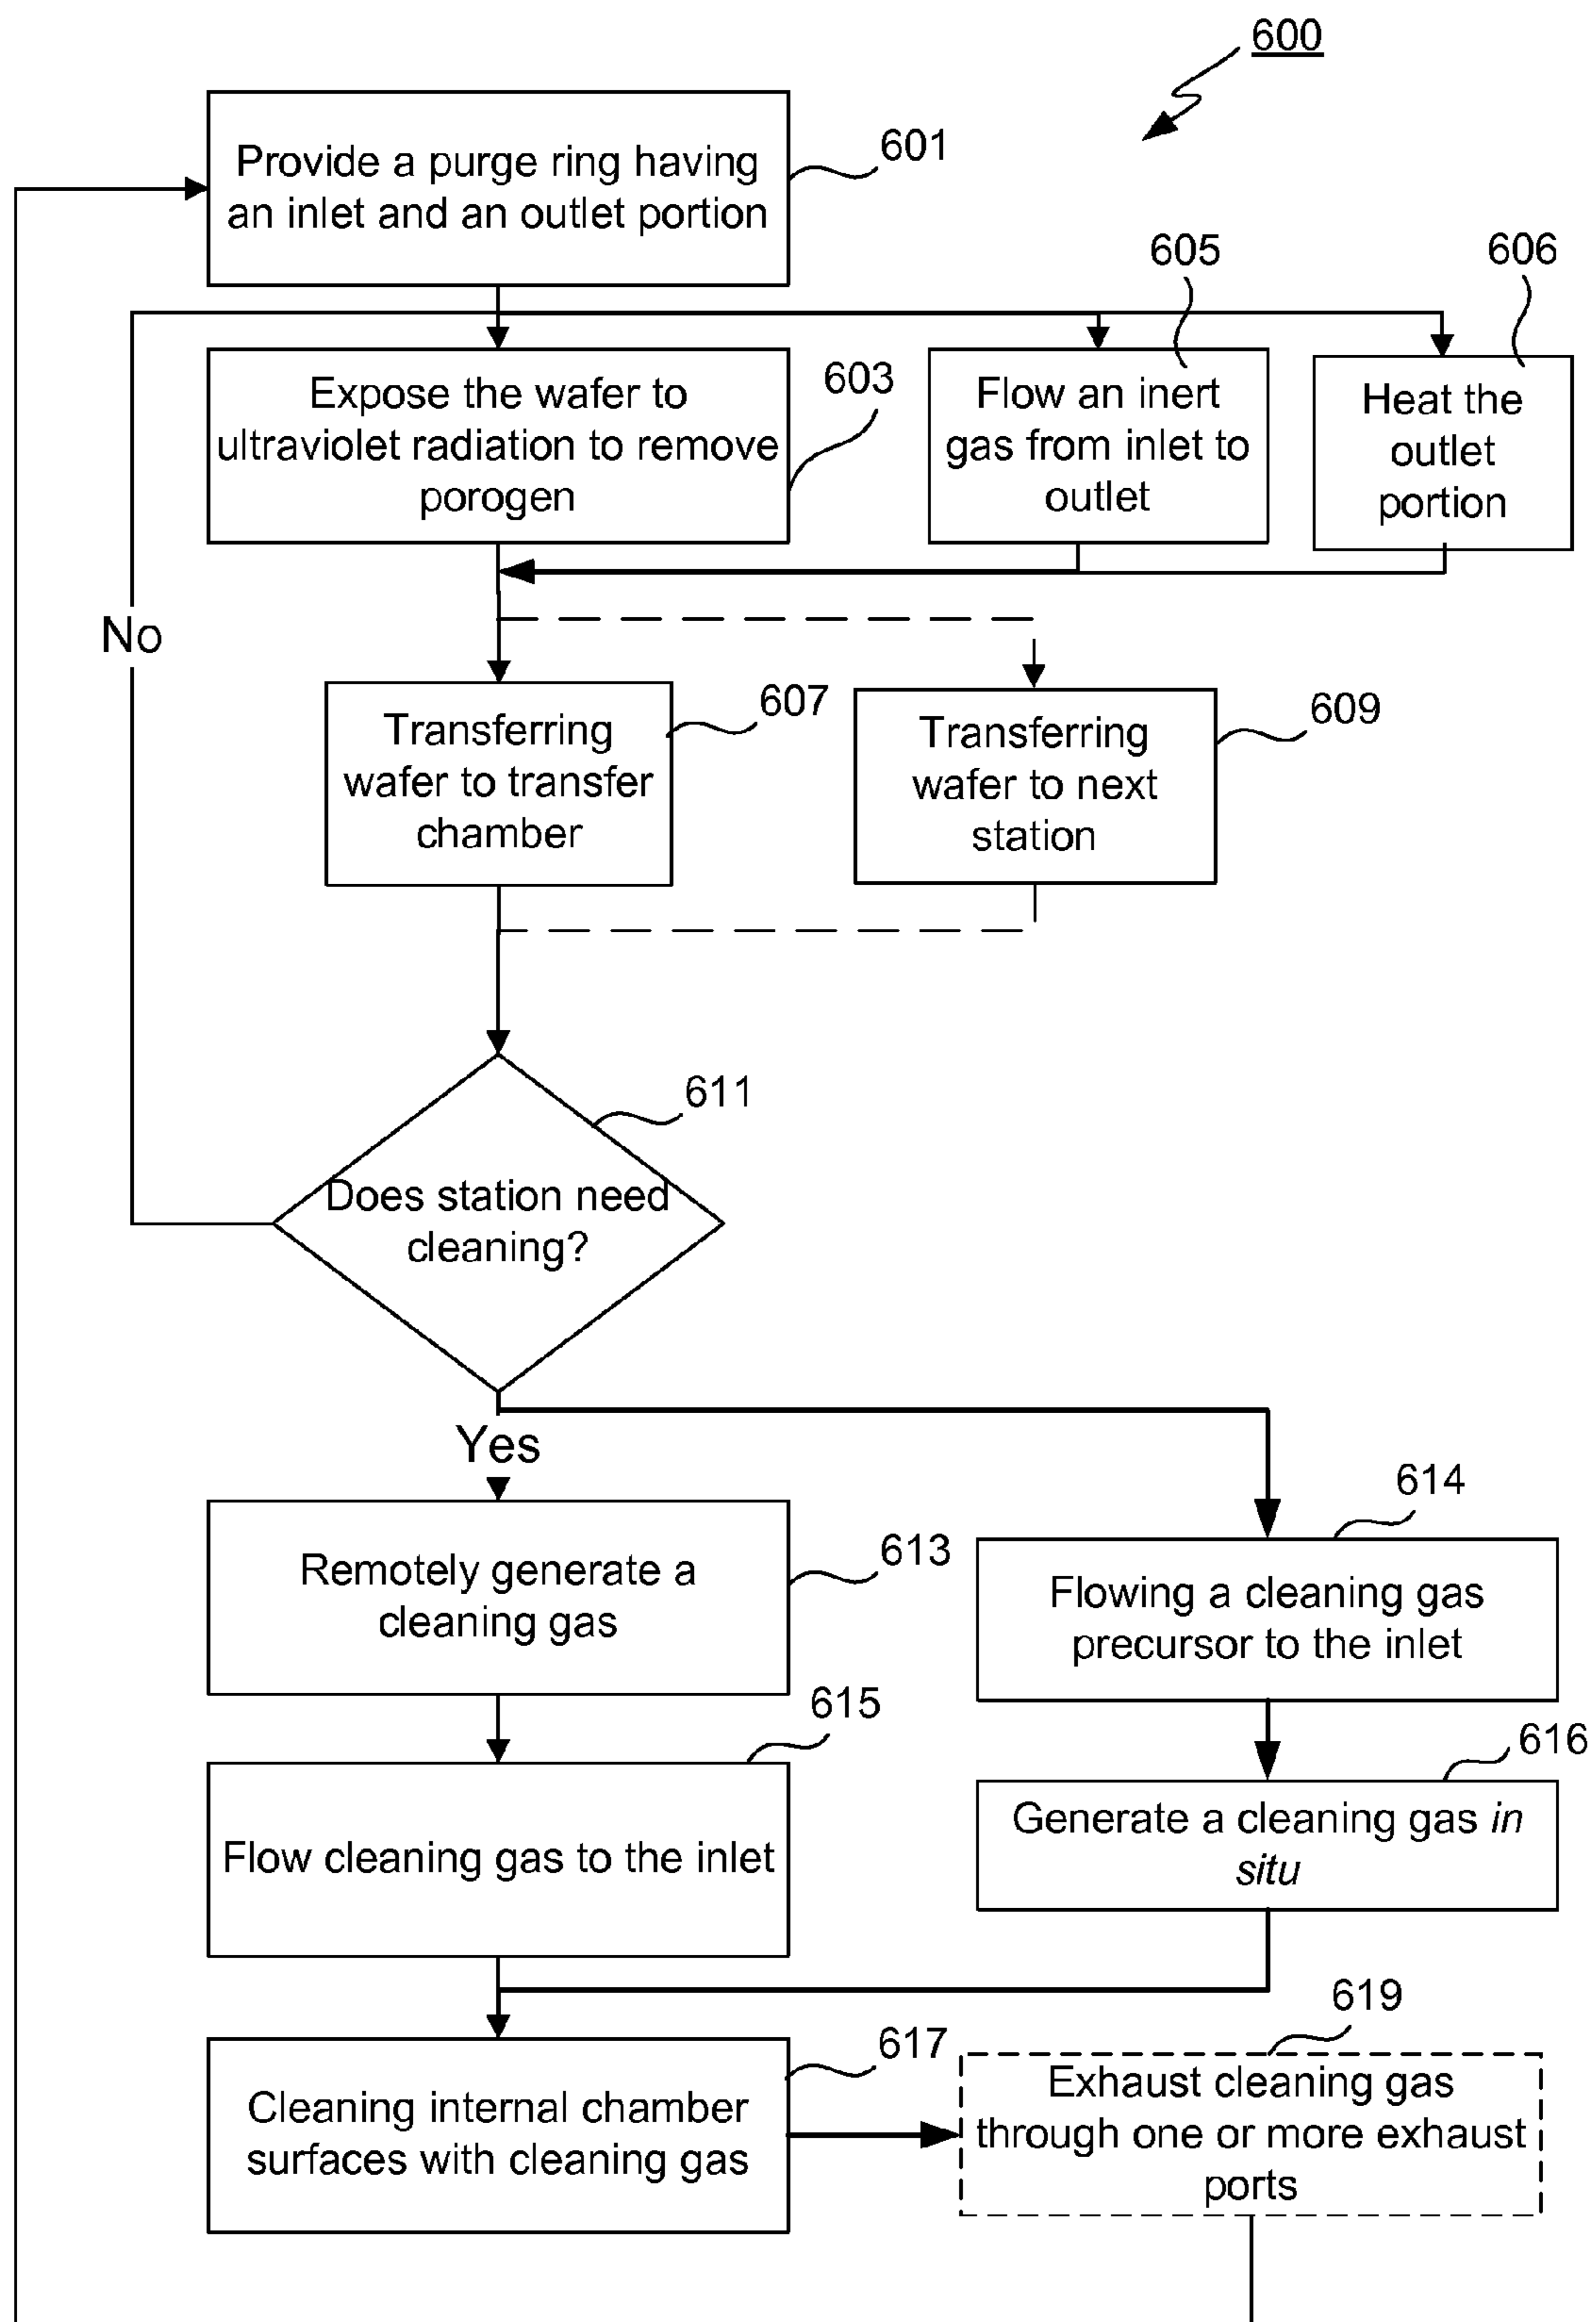 600
Provide a purge ring having
an inlet and an outlet portion
601
605
606
Expose the wafer to
ultraviolet radiation to remove
porogen
603
Flow an inert
gas from inlet to
outlet
Heat the
outlet
portion
No
Transferring
wafer to transfer
chamber
607
Transferring
wafer to next
station
609
611
Does station need
cleaning?
Yes
614
Remotely generate a
cleaning gas
613
Flowing a cleaning gas
precursor to the inlet
615
616
Flow cleaning gas to the inlet
Generate a cleaning gas in
situ
619
617
Cleaning internal chamber
surfaces with cleaning gas
Exhaust cleaning gas
through one or more exhaust
ports